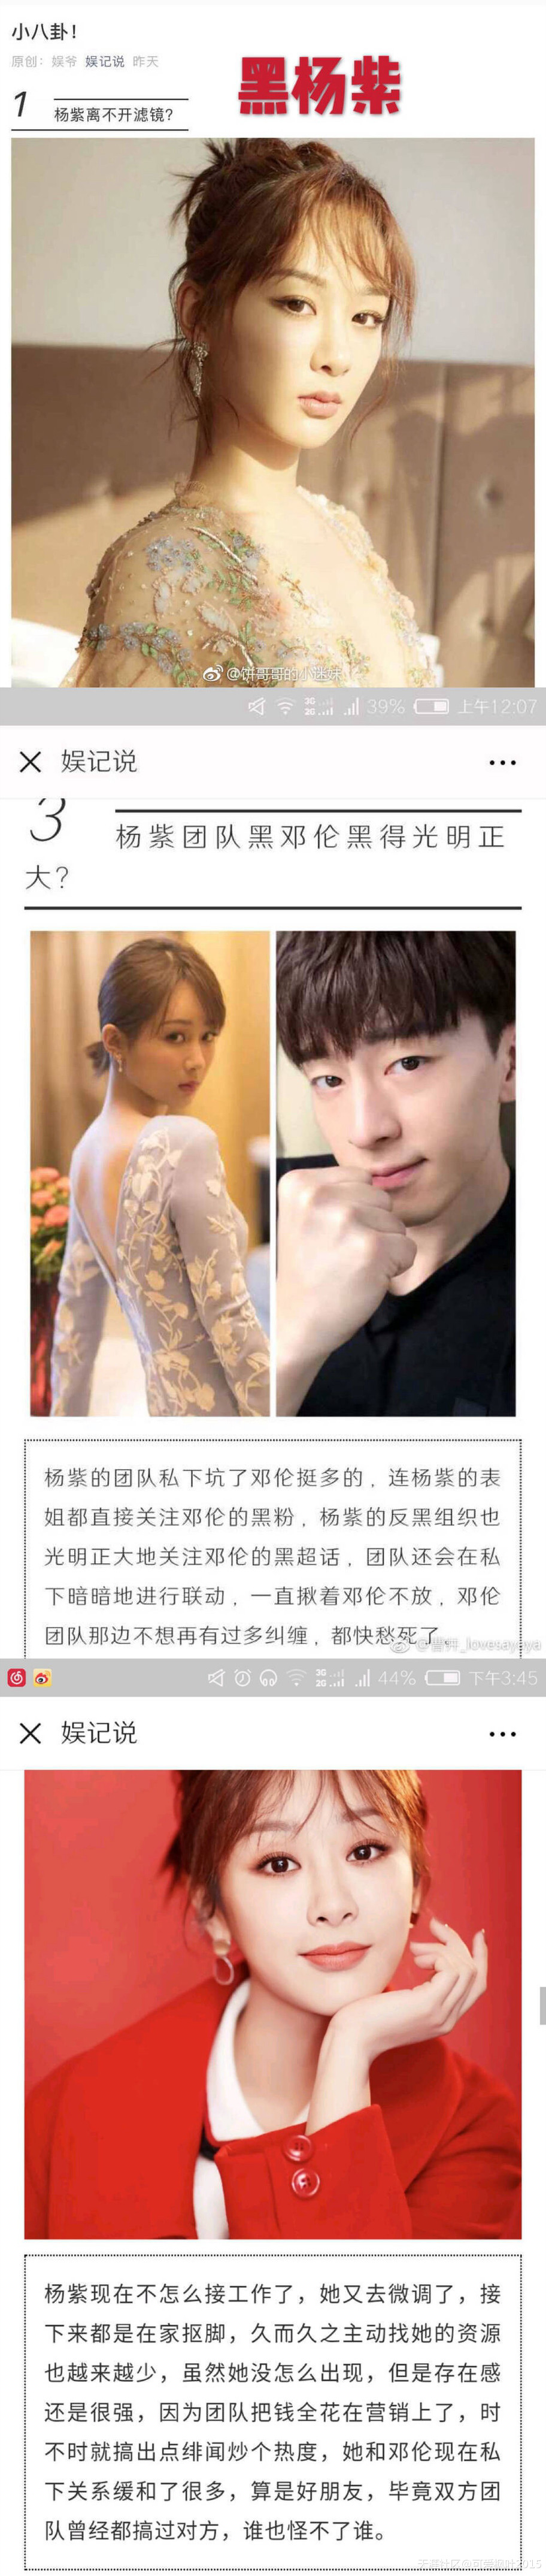 小八卦！
原创： 娱爷 娱记说 昨天
黑杨紫
1 杨紫离不开滤镜？
@饼哥哥的小迷妹
3G 2G 39% 上午12:07
娱记说
3 杨紫团队黑邓伦黑得光明正
大？
杨紫的团队私下坑了邓伦挺多的，连杨紫的表
姐都直接关注邓伦的黑粉，杨紫的反黑组织也
光明正大地关注邓伦的黑超话，团队还会在私
下暗暗地进行联动，一直揪着邓伦不放，邓伦
团队那边不想再有过多纠缠，都快愁死了
3G 2G 44% 下午3:45
娱记说
杨紫现在不怎么接工作了，她又去微调了，接
下来都是在家抠脚，久而久之主动找她的资源
也越来越少，虽然她没怎么出现，但是存在感
还是很强，因为团队把钱全花在营销上了，时
不时就搞出点绯闻炒个热度，她和邓伦现在私
下关系缓和了很多，算是好朋友，毕竟双方团
队曾经都搞过对方，谁也怪不了谁。